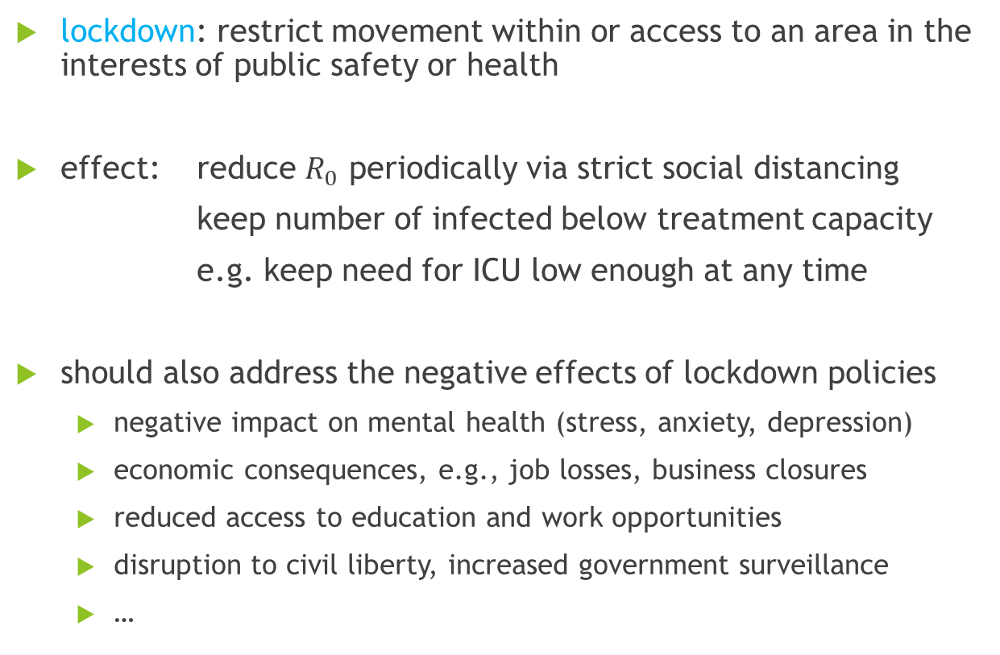 lockdown: restrict movement within or access to an area in the
interests of public safety or health
effect: reduce R₀ periodically via strict social distancing
keep number of infected below treatment capacity
e.g. keep need for ICU low enough at any time
should also address the negative effects of lockdown policies
negative impact on mental health (stress, anxiety, depression)
economic consequences, e.g., job losses, business closures
reduced access to education and work opportunities
disruption to civil liberty, increased government surveillance
…